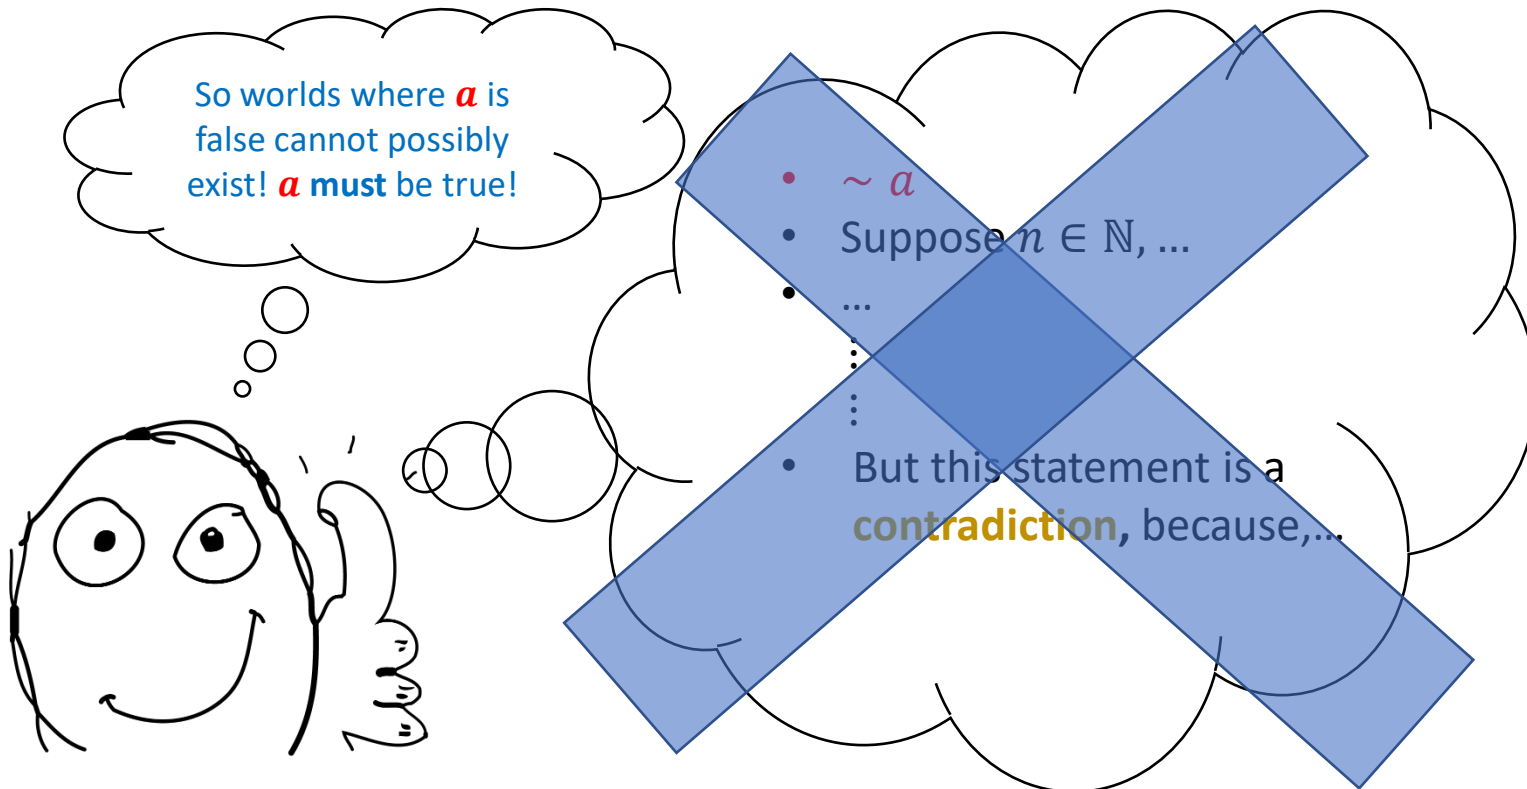 So worlds where a is
false cannot possibly
exist! a must be true!
• ~ a
• Suppose n ∈ ℕ, ...
• ...
⋮
⋮
• But this statement is a
contradiction, because,...